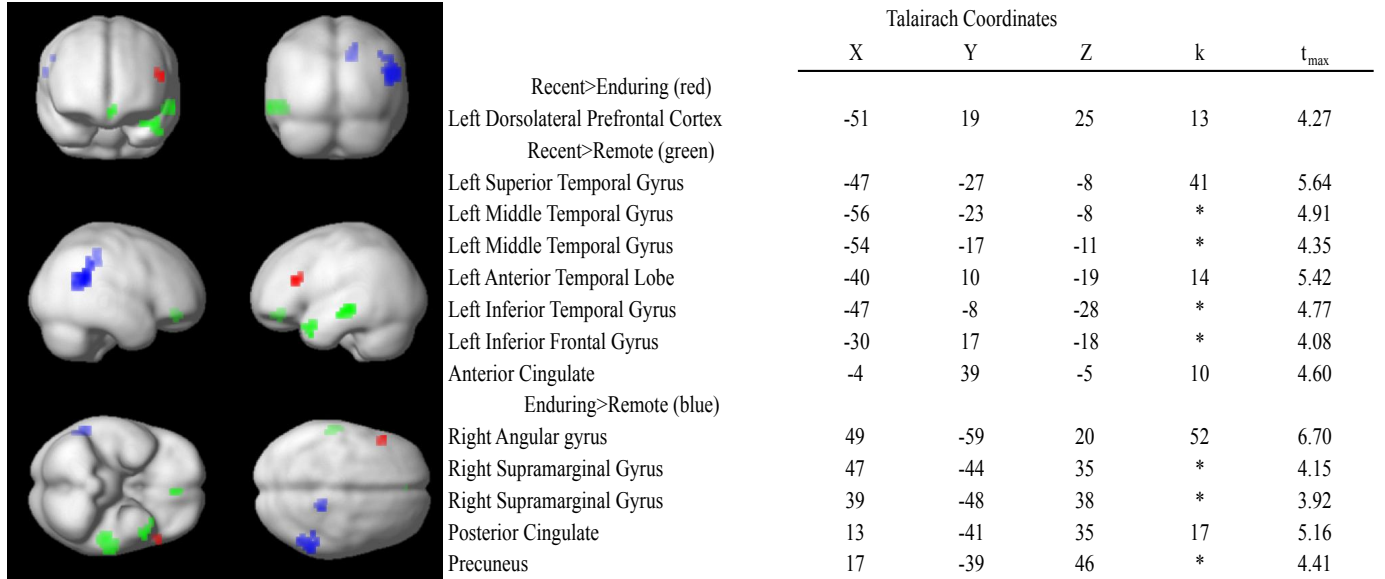 Talairach Coordinates
X Y Z k tmax
Recent>Enduring (red)
Left Dorsolateral Prefrontal Cortex -51 19 25 13 4.27
Recent>Remote (green)
Left Superior Temporal Gyrus -47 -27 -8 41 5.64
Left Middle Temporal Gyrus -56 -23 -8 * 4.91
Left Middle Temporal Gyrus -54 -17 -11 * 4.35
Left Anterior Temporal Lobe -40 10 -19 14 5.42
Left Inferior Temporal Gyrus -47 -8 -28 * 4.77
Left Inferior Frontal Gyrus -30 17 -18 * 4.08
Anterior Cingulate -4 39 -5 10 4.60
Enduring>Remote (blue)
Right Angular gyrus 49 -59 20 52 6.70
Right Supramarginal Gyrus 47 -44 35 * 4.15
Right Supramarginal Gyrus 39 -48 38 * 3.92
Posterior Cingulate 13 -41 35 17 5.16
Precuneus 17 -39 46 * 4.41